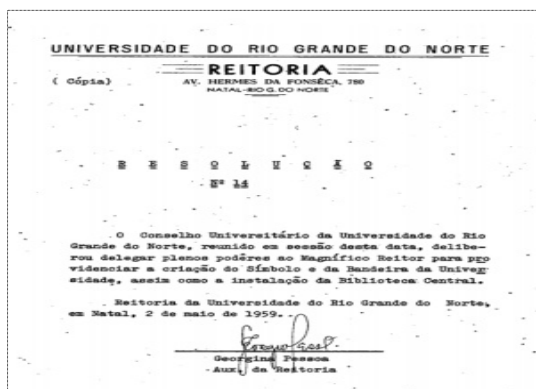 UNIVERSIDADE DO RIO GRANDE DO NORTE
REITORIA
(Cópia)
AV. HERMES DA FONSÊCA, 780
NATAL-RIO G. DO NORTE
R E S O L U Ç Ã O
Nº 14
O Conselho Universitário da Universidade do Rio
Grande do Norte, reunido em sessão desta data, delibe-
rou delegar plenos podêres ao Magnífico Reitor para pro
videnciar a criação do Símbolo e da Bandeira da Univer
sidade, assim como a instalação da Biblioteca Central.
Reitoria da Universidade do Rio Grande do Norte,
em Natal, 2 de maio de 1959.
Georgina Pessoa
Aux. da Reitoria